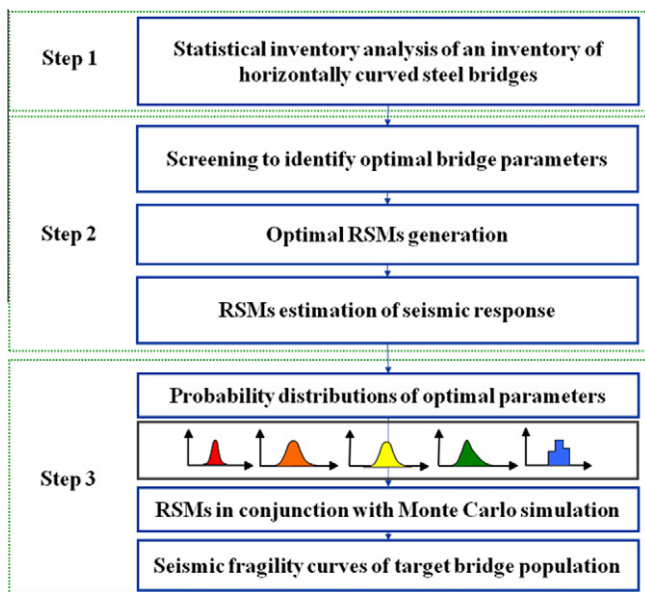 Step 1
Statistical inventory analysis of an inventory of
horizontally curved steel bridges
Step 2
Screening to identify optimal bridge parameters
Optimal RSMs generation
RSMs estimation of seismic response
Step 3
Probability distributions of optimal parameters
RSMs in conjunction with Monte Carlo simulation
Seismic fragility curves of target bridge population